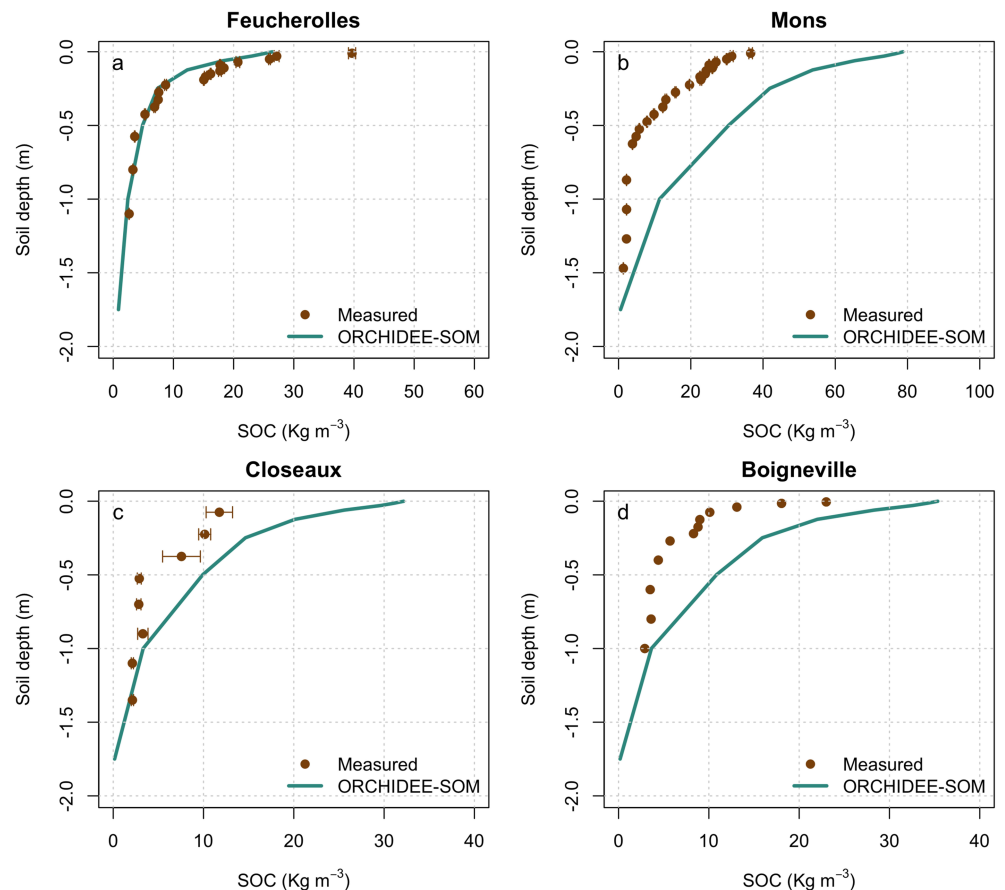 Feucherolles
a
Soil depth (m)
0.0
-0.5
-1.0
-1.5
-2.0
Measured
ORCHIDEE-SOM
0 10 20 30 40 50 60
SOC (Kg m⁻³)
Mons
b
Soil depth (m)
0.0
-0.5
-1.0
-1.5
-2.0
Measured
ORCHIDEE-SOM
0 20 40 60 80 100
SOC (Kg m⁻³)
Closeaux
c
Soil depth (m)
0.0
-0.5
-1.0
-1.5
-2.0
Measured
ORCHIDEE-SOM
0 10 20 30 40
SOC (Kg m⁻³)
Boigneville
d
Soil depth (m)
0.0
-0.5
-1.0
-1.5
-2.0
Measured
ORCHIDEE-SOM
0 10 20 30 40
SOC (Kg m⁻³)